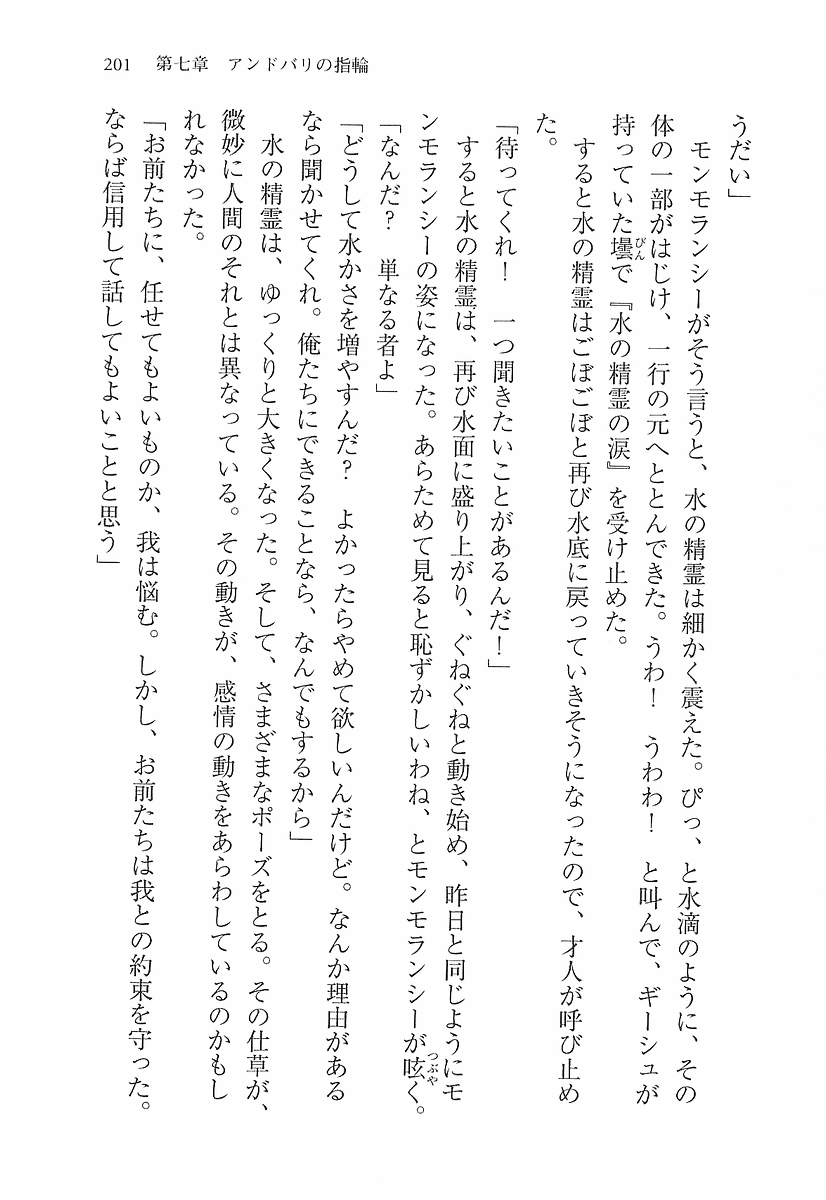 201　第七章　アンドバリの指輪
うだい」
　モンモランシーがそう言うと、水の精霊は細かく震えた。ぴっ、と水滴のように、その
体の一部がはじけ、一行の元へととんできた。うわ！　うわわ！　と叫んで、ギーシュが
持っていた壜で『水の精霊の涙』を受け止めた。
　すると水の精霊はごぼごぼと再び水底に戻っていきそうになったので、才人が呼び止め
た。
「待ってくれ！　一つ聞きたいことがあるんだ！」
　すると水の精霊は、再び水面に盛り上がり、ぐねぐねと動き始め、昨日と同じようにモ
ンモランシーの姿になった。あらためて見ると恥ずかしいわね、とモンモランシーが呟く。
「なんだ？　単なる者よ」
「どうして水かさを増やすんだ？　よかったらやめて欲しいんだけど。なんか理由がある
なら聞かせてくれ。俺たちにできることなら、なんでもするから」
　水の精霊は、ゆっくりと大きくなった。そして、さまざまなポーズをとる。その仕草が、
微妙に人間のそれとは異なっている。その動きが、感情の動きをあらわしているのかもし
れなかった。
「お前たちに、任せてもよいものか、我は悩む。しかし、お前たちは我との約束を守った。
ならば信用して話してもよいことと思う」